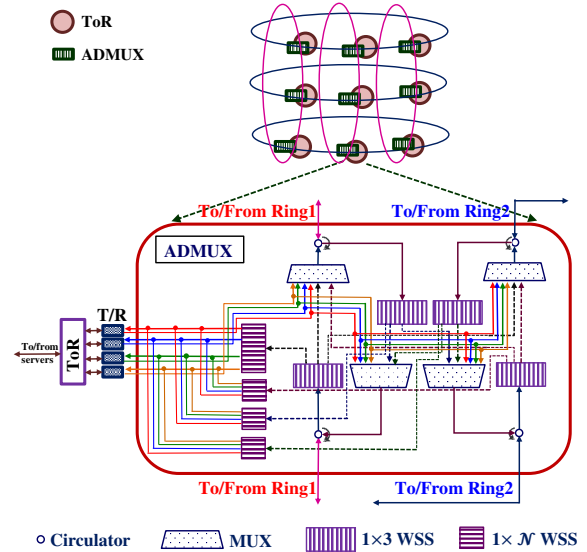 ToR
ADMUX
To/From Ring1
To/From Ring2
ADMUX
T/R
To/from
servers
ToR
To/From Ring1
To/From Ring2
Circulator
MUX
1×3 WSS
1× 𝒩 WSS